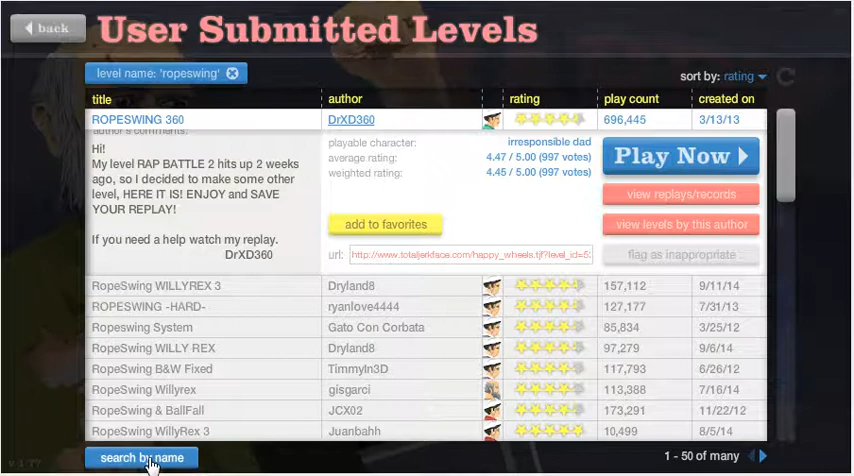 back
User Submitted Levels
level name: 'ropeswing'
sort by: rating
title author rating play count created on
ROPESWING 360 DrXD360 696,445 3/13/13
author's comments:
Hi!
My level RAP BATTLE 2 hits up 2 weeks
ago, so I decided to make some other
level, HERE IT IS! ENJOY and SAVE
YOUR REPLAY!
If you need a help watch my replay.
DrXD360
playable character: irresponsible dad
average rating: 4.47 / 5.00 (997 votes)
weighted rating: 4.45 / 5.00 (997 votes)
add to favorites
url: http://www.totaljerkface.com/happy_wheels.tjf?level_id=5
Play Now
view replays/records
view levels by this author
flag as inappropriate
RopeSwing WILLYREX 3 Dryland8 157,112 9/11/14
ROPESWING -HARD- ryanlove4444 127,177 7/31/13
Ropeswing System Gato Con Corbata 85,834 3/25/12
RopeSwing WILLY REX Dryland8 97,279 9/6/14
RopeSwing B&W Fixed TimmyIn3D 117,793 6/26/12
RopeSwing Willyrex gisgarci 113,388 7/16/14
RopeSwing & BallFall JCX02 173,291 11/22/12
RopeSwing WillyRex 3 Juanbahh 10,499 8/5/14
search by name
1 - 50 of many